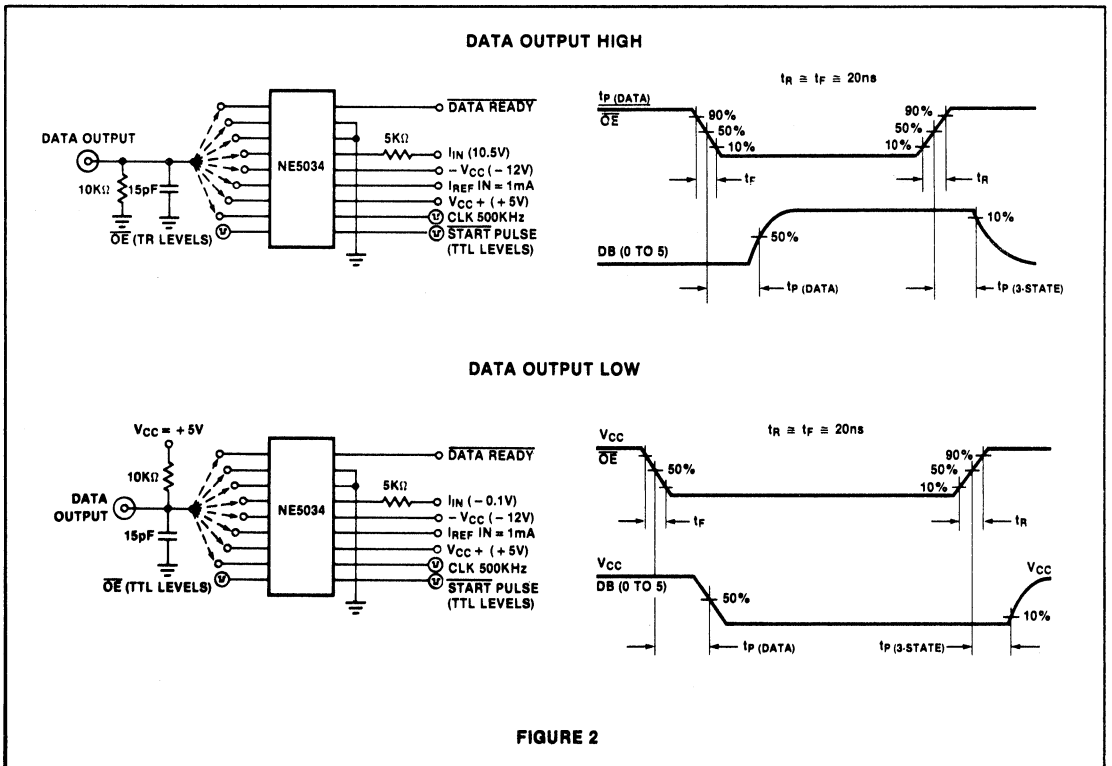 DATA OUTPUT HIGH
DATA OUTPUT
10KΩ
15pF
OE (TR LEVELS)
NE5034
DATA READY
5KΩ
IIN (10.5V)
- VCC (- 12V)
IREF IN = 1mA
VCC + (+ 5V)
CLK 500KHz
START PULSE
(TTL LEVELS)
tR ≅ tF ≅ 20ns
tP (DATA)
OE
90%
50%
10%
tF
90%
50%
10%
tR
DB (0 TO 5)
50%
tP (DATA)
10%
tP (3-STATE)
DATA OUTPUT LOW
VCC = + 5V
10KΩ
DATA
OUTPUT
15pF
OE (TTL LEVELS)
NE5034
DATA READY
5KΩ
IIN (- 0.1V)
- VCC (- 12V)
IREF IN = 1mA
VCC + (+ 5V)
CLK 500KHz
START PULSE
(TTL LEVELS)
tR ≅ tF ≅ 20ns
VCC
OE
50%
tF
90%
50%
10%
tR
VCC
DB (0 TO 5)
50%
tP (DATA)
VCC
10%
tP (3-STATE)
FIGURE 2